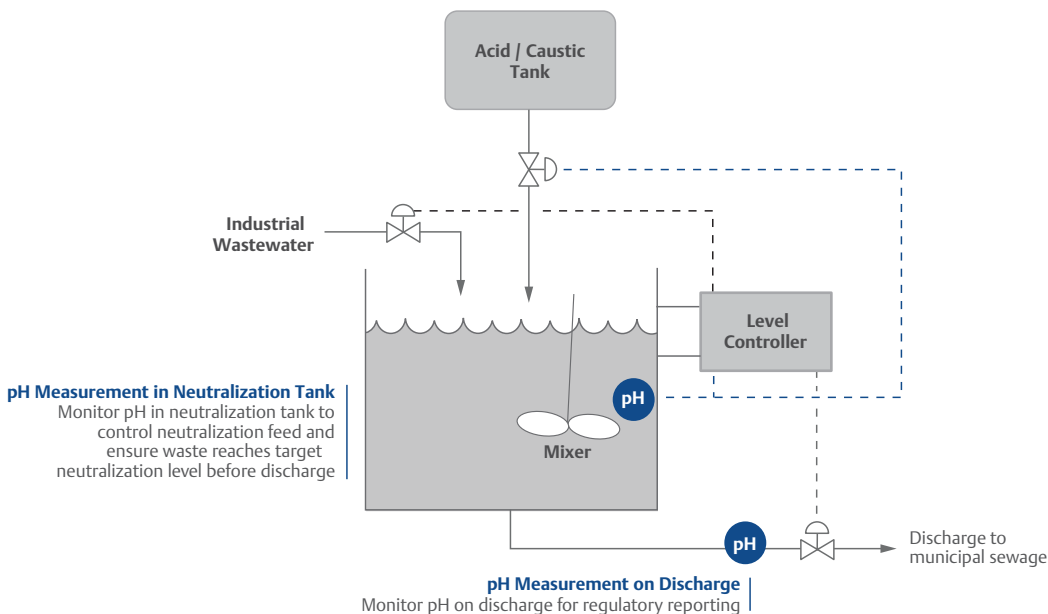 Acid / Caustic
Tank
Industrial
Wastewater
Level
Controller
pH Measurement in Neutralization Tank
Monitor pH in neutralization tank to
control neutralization feed and
ensure waste reaches target
neutralization level before discharge
pH
Mixer
pH
Discharge to
municipal sewage
pH Measurement on Discharge
Monitor pH on discharge for regulatory reporting